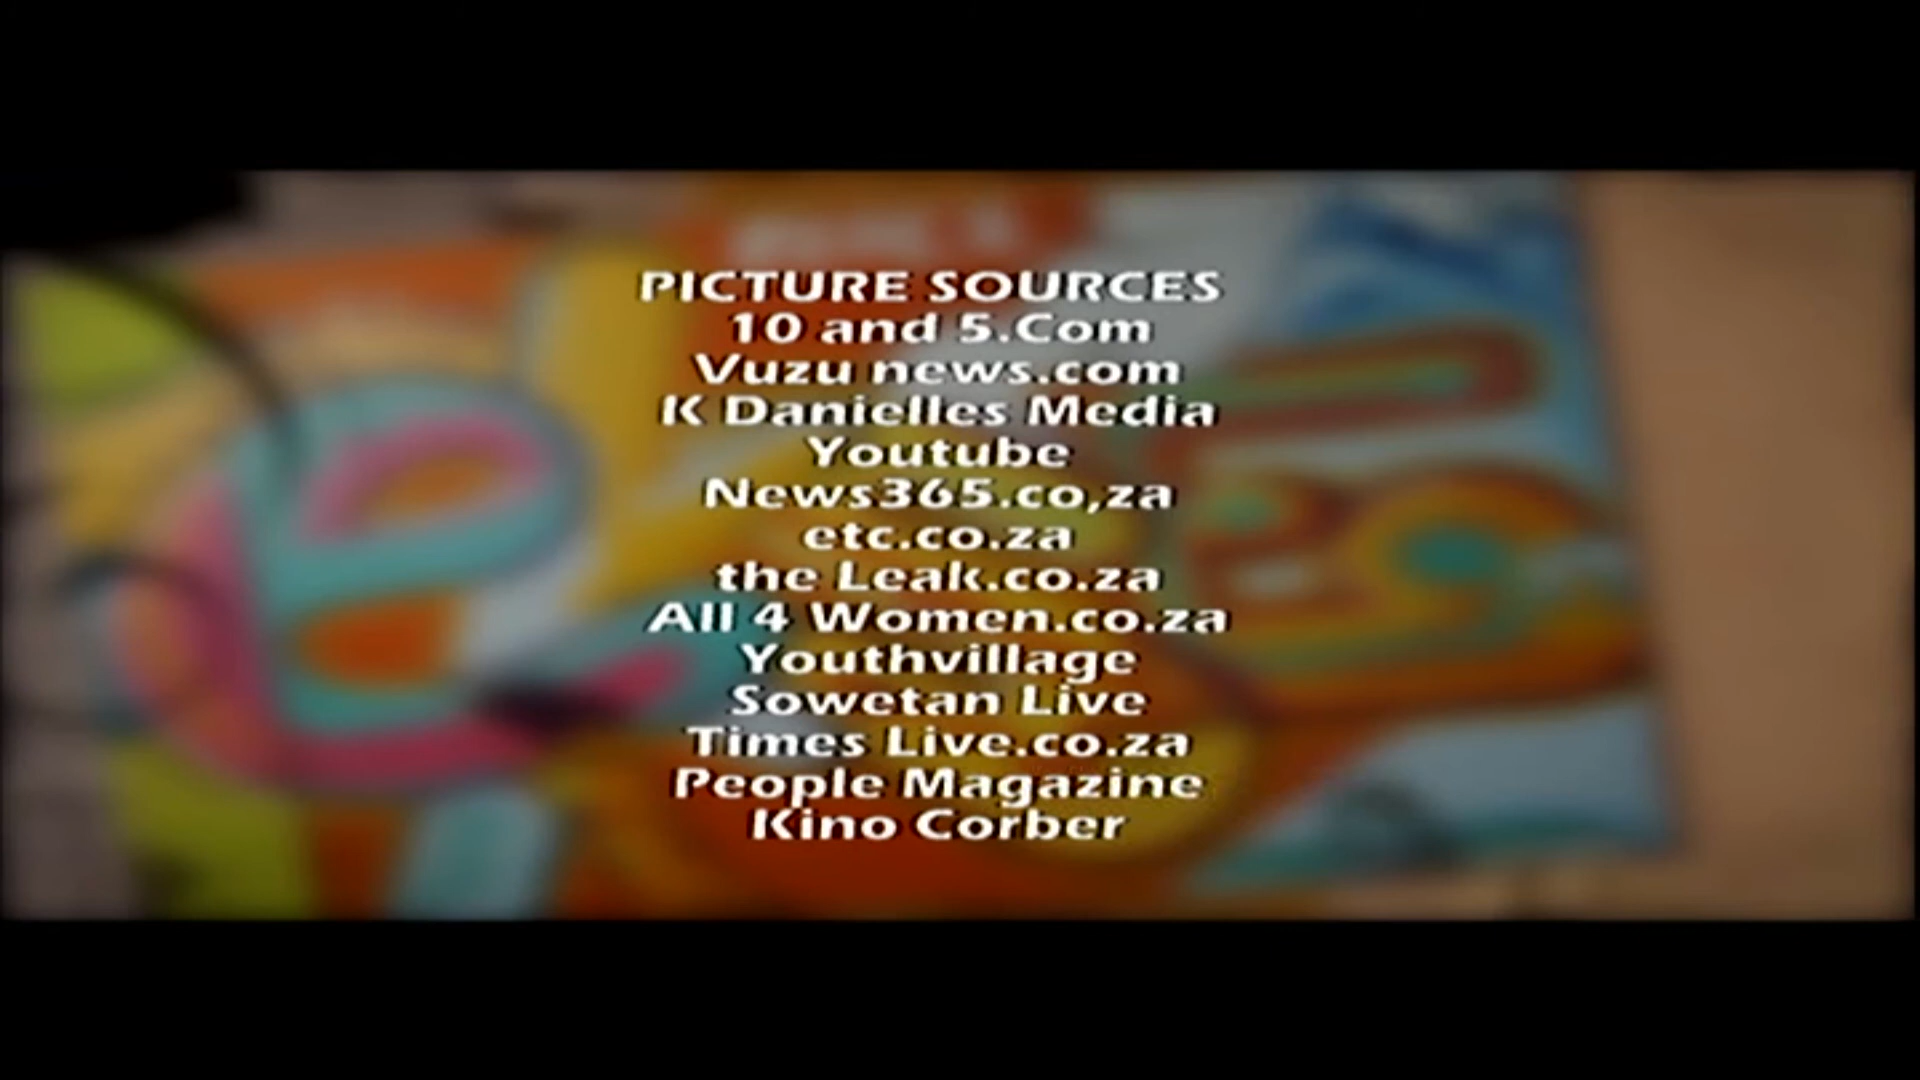 PICTURE SOURCES
10 and 5.Com
Vuzu news.com
K Danielles Media
Youtube
News365.co,za
etc.co.za
the Leak.co.za
All 4 Women.co.za
Youthvillage
Sowetan Live
Times Live.co.za
People Magazine
Kino Corber